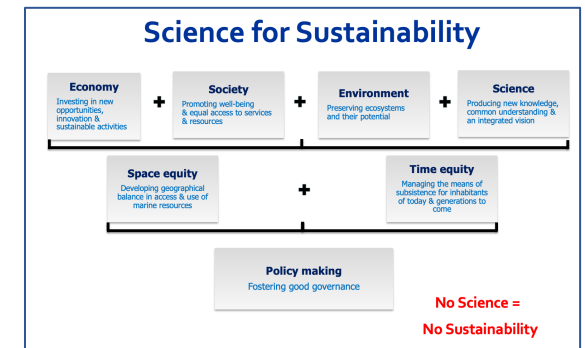 Science for Sustainability
Economy
Investing in new
opportunities,
innovation &
sustainable activities
+
Society
Promoting well-being
& equal access to services
& resources
+
Environment
Preserving ecosystems
and their potential
+
Science
Producing new knowledge,
common understanding &
an integrated vision
Space equity
Developing geographical
balance in access & use of
marine resources
+
Time equity
Managing the means of
subsistence for inhabitants
of today & generations to
come
Policy making
Fostering good governance
No Science =
No Sustainability